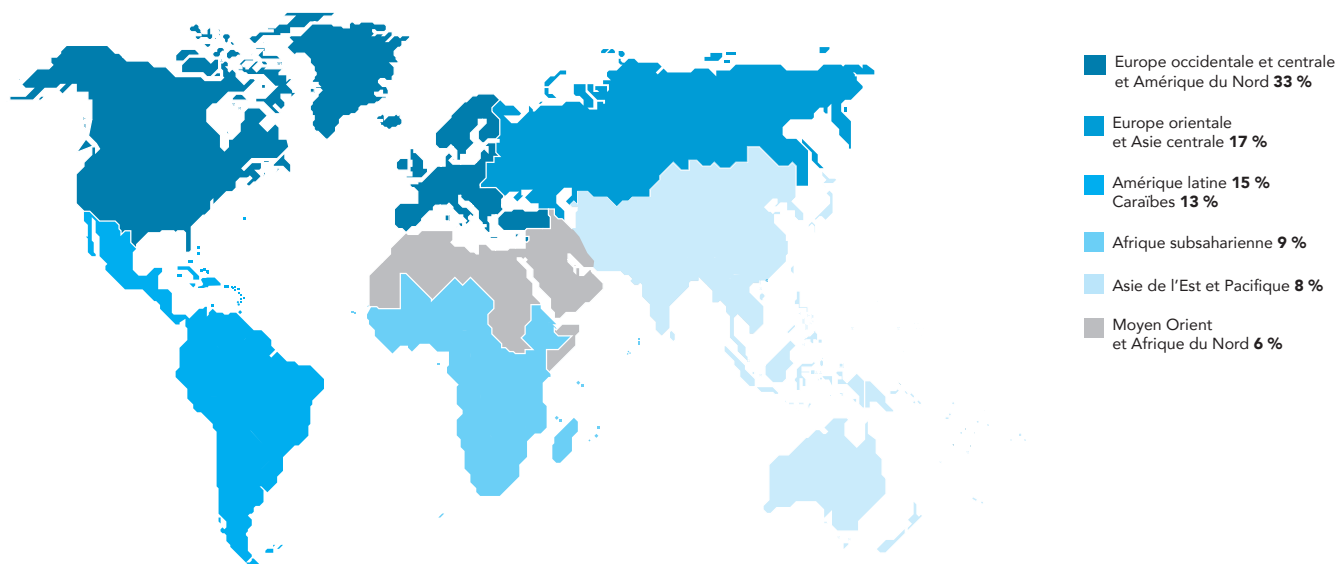 Europe occidentale et centrale
et Amérique du Nord 33 %
Europe orientale
et Asie centrale 17 %
Amérique latine 15 %
Caraïbes 13 %
Afrique subsaharienne 9 %
Asie de l’Est et Pacifique 8 %
Moyen Orient
et Afrique du Nord 6 %